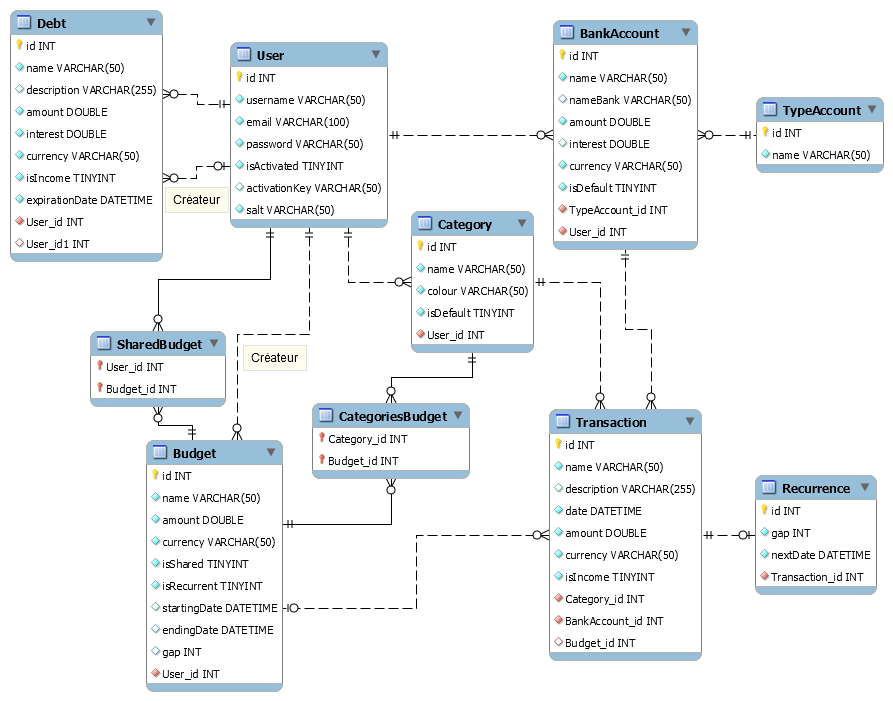 Debt
id INT
name VARCHAR(50)
description VARCHAR(255)
amount DOUBLE
interest DOUBLE
currency VARCHAR(50)
isIncome TINYINT
expirationDate DATETIME
User_id INT
User_id1 INT
User
id INT
username VARCHAR(50)
email VARCHAR(100)
password VARCHAR(50)
isActivated TINYINT
activationKey VARCHAR(50)
salt VARCHAR(50)
Créateur
BankAccount
id INT
name VARCHAR(50)
nameBank VARCHAR(50)
amount DOUBLE
interest DOUBLE
currency VARCHAR(50)
isDefault TINYINT
TypeAccount_id INT
User_id INT
TypeAccount
id INT
name VARCHAR(50)
Category
id INT
name VARCHAR(50)
colour VARCHAR(50)
isDefault TINYINT
User_id INT
SharedBudget
User_id INT
Budget_id INT
Créateur
CategoriesBudget
Category_id INT
Budget_id INT
Budget
id INT
name VARCHAR(50)
amount DOUBLE
currency VARCHAR(50)
isShared TINYINT
isRecurrent TINYINT
startingDate DATETIME
endingDate DATETIME
gap INT
User_id INT
Transaction
id INT
name VARCHAR(50)
description VARCHAR(255)
date DATETIME
amount DOUBLE
currency VARCHAR(50)
isIncome TINYINT
Category_id INT
BankAccount_id INT
Budget_id INT
Recurrence
id INT
gap INT
nextDate DATETIME
Transaction_id INT